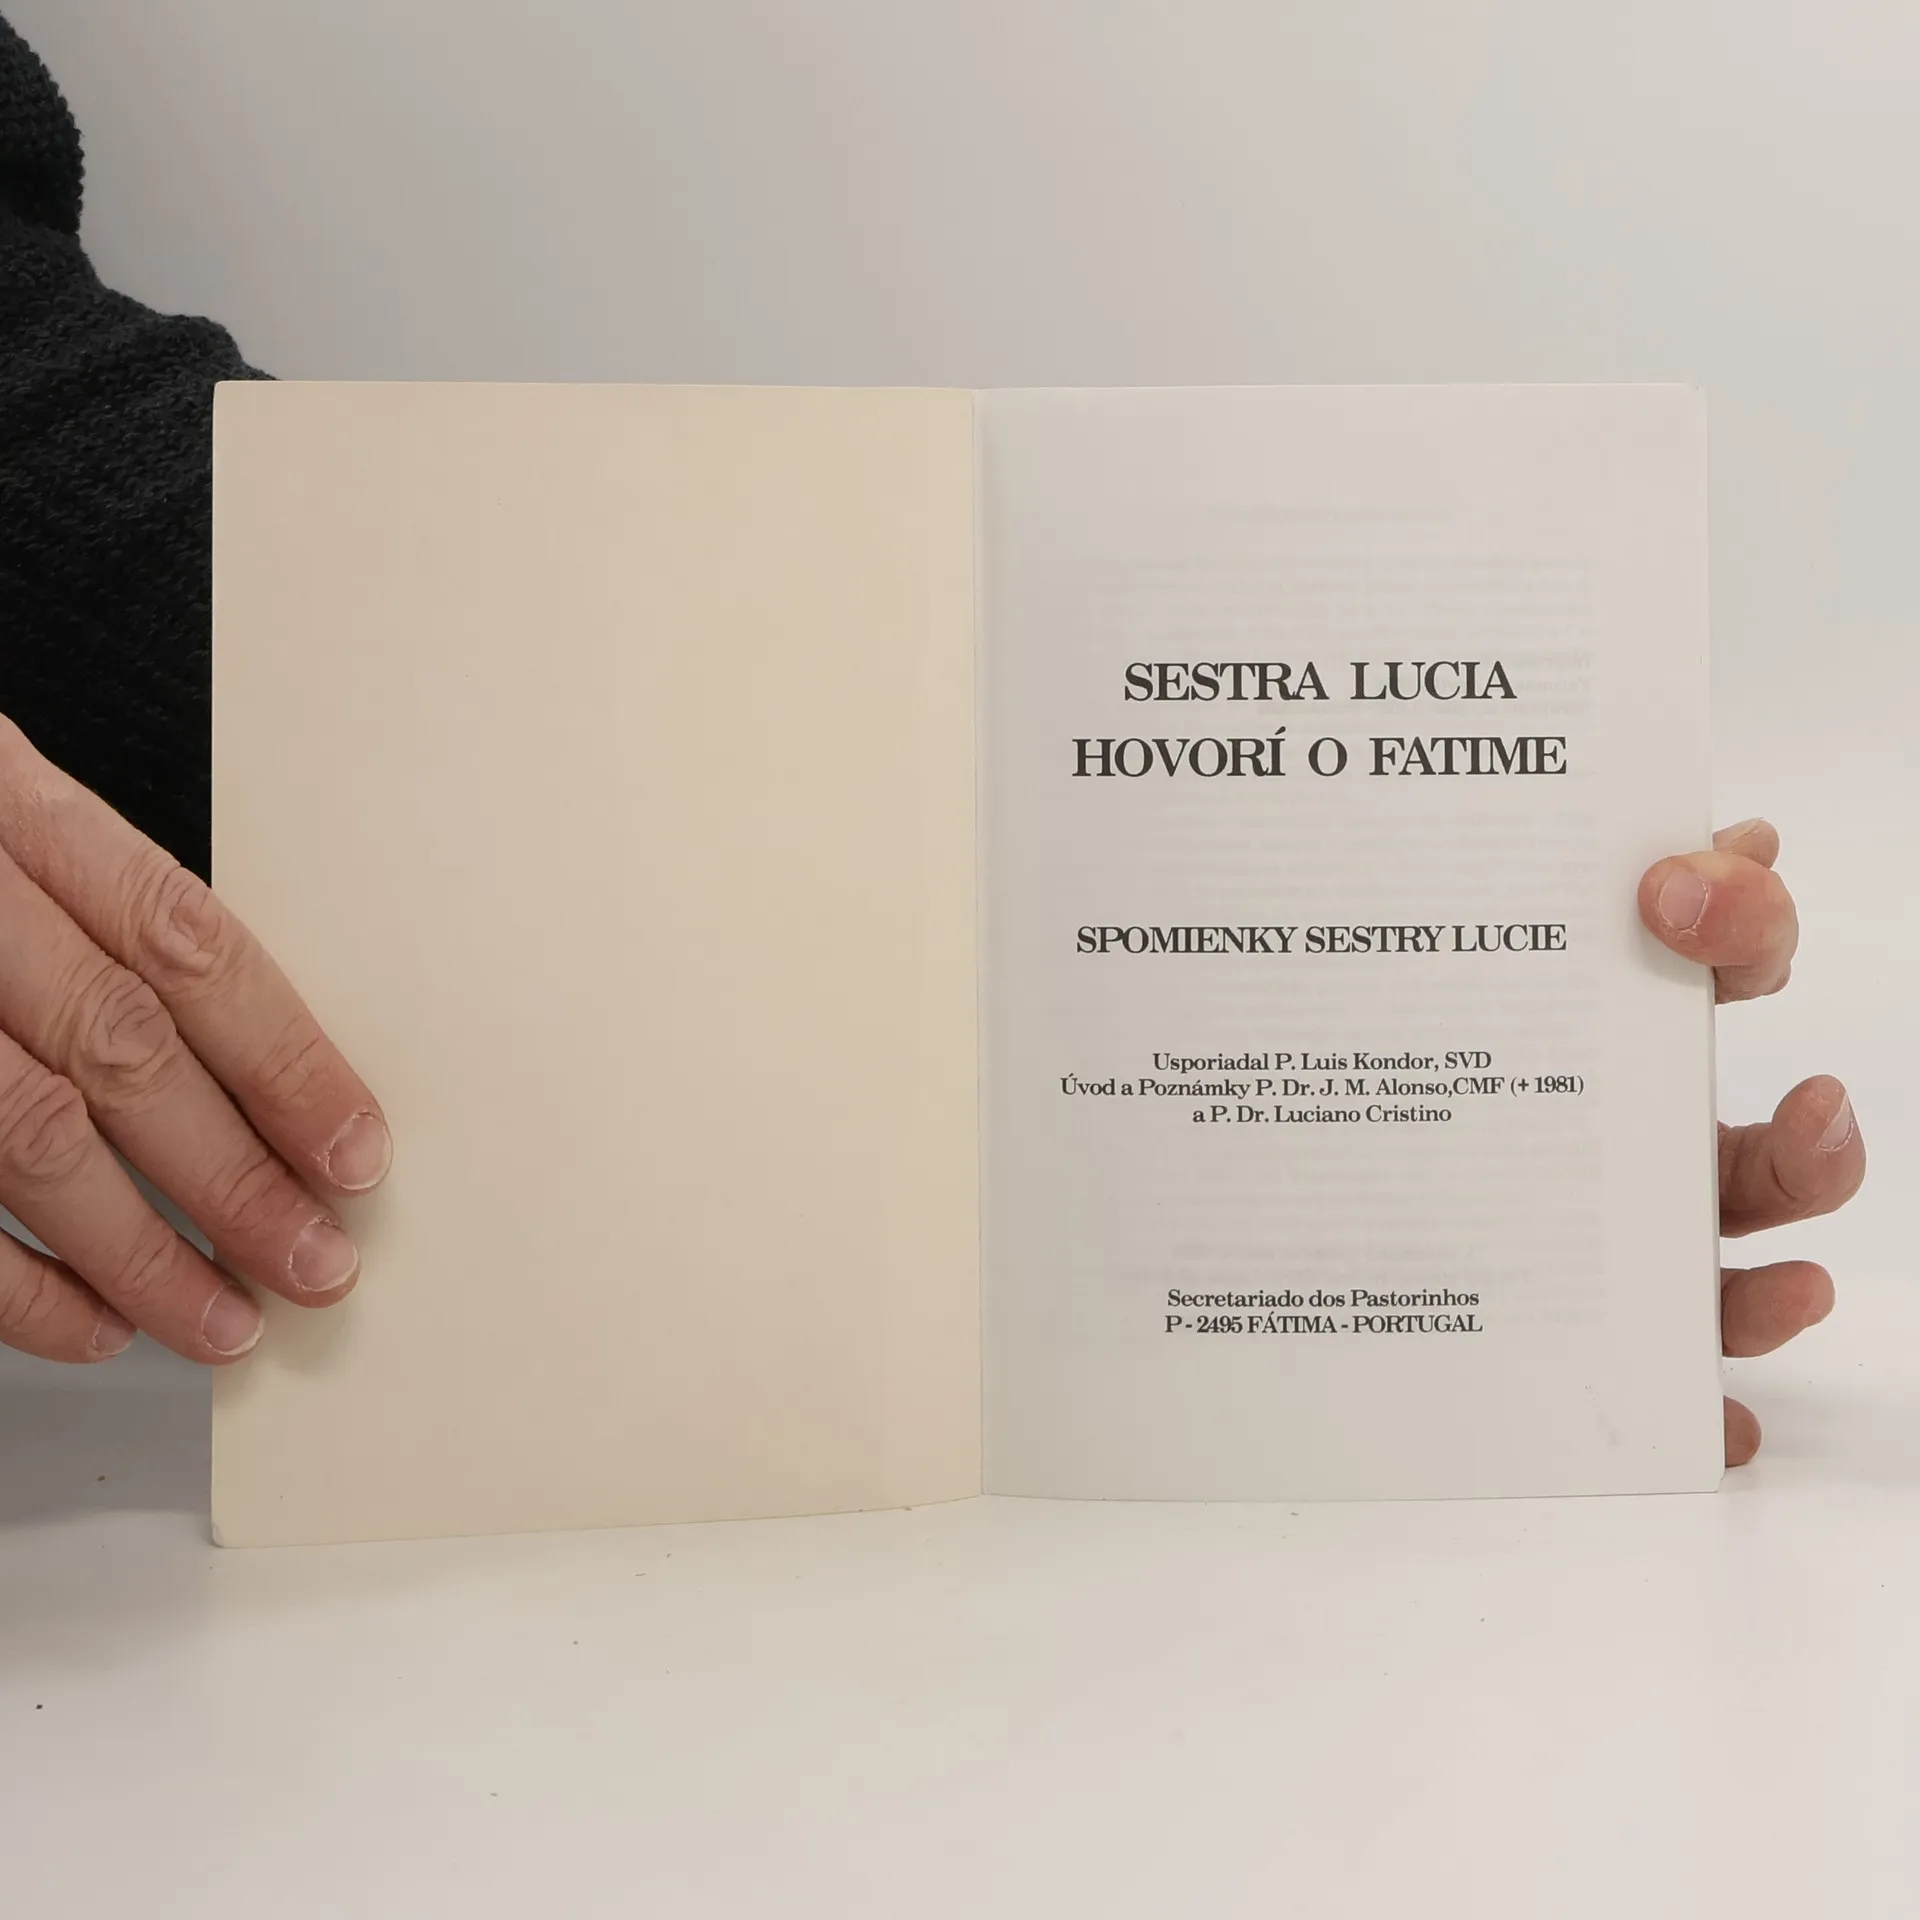 SESTRA LUCIA
HOVORÍ O FATIME
SPOMIENKY SESTRY LUCIE
Usporiadal P. Luis Kondor, SVD
Úvod a Poznámky P. Dr. J. M. Alonso,CMF (+ 1981)
a P. Dr. Luciano Cristino
Secretariado dos Pastorinhos
P - 2495 FÁTIMA - PORTUGAL